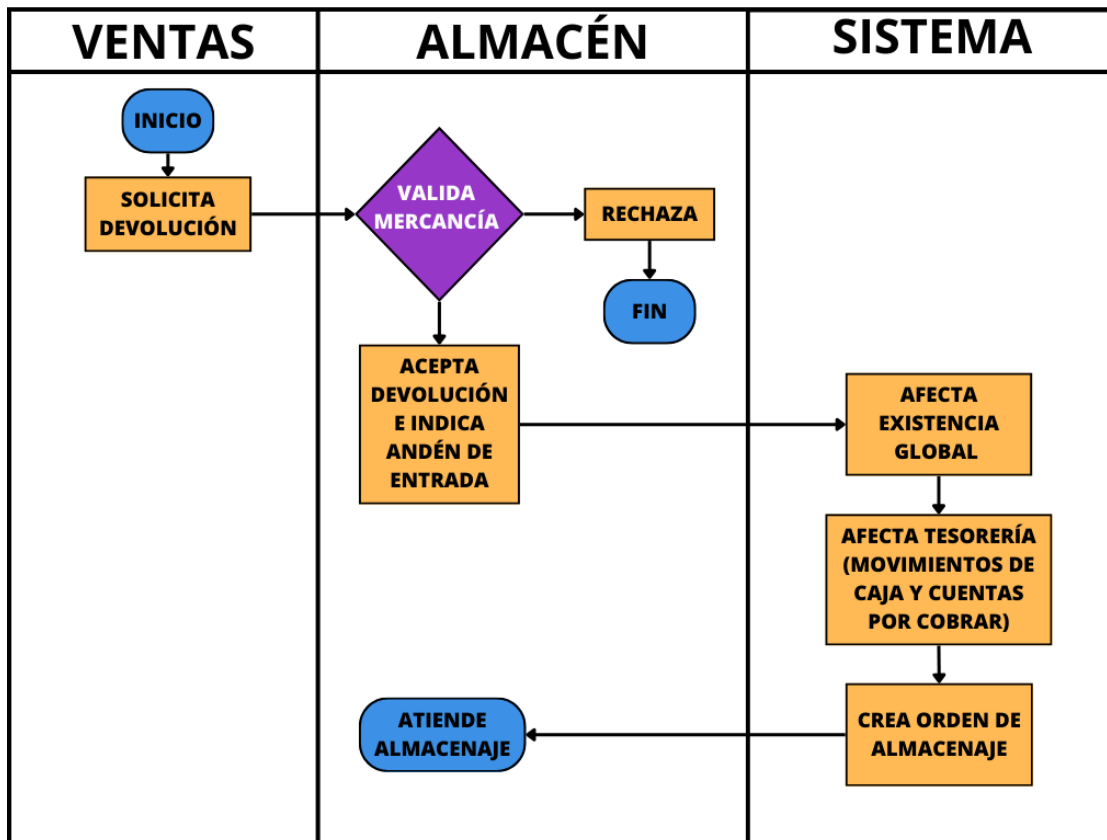 VENTAS
ALMACÉN
SISTEMA
INICIO
SOLICITA
DEVOLUCIÓN
VALIDA
MERCANCÍA
RECHAZA
FIN
ACEPTA
DEVOLUCIÓN
E INDICA
ANDÉN DE
ENTRADA
AFECTA
EXISTENCIA
GLOBAL
AFECTA TESORERÍA
(MOVIMIENTOS DE
CAJA Y CUENTAS
POR COBRAR)
CREA ORDEN DE
ALMACENAJE
ATIENDE
ALMACENAJE